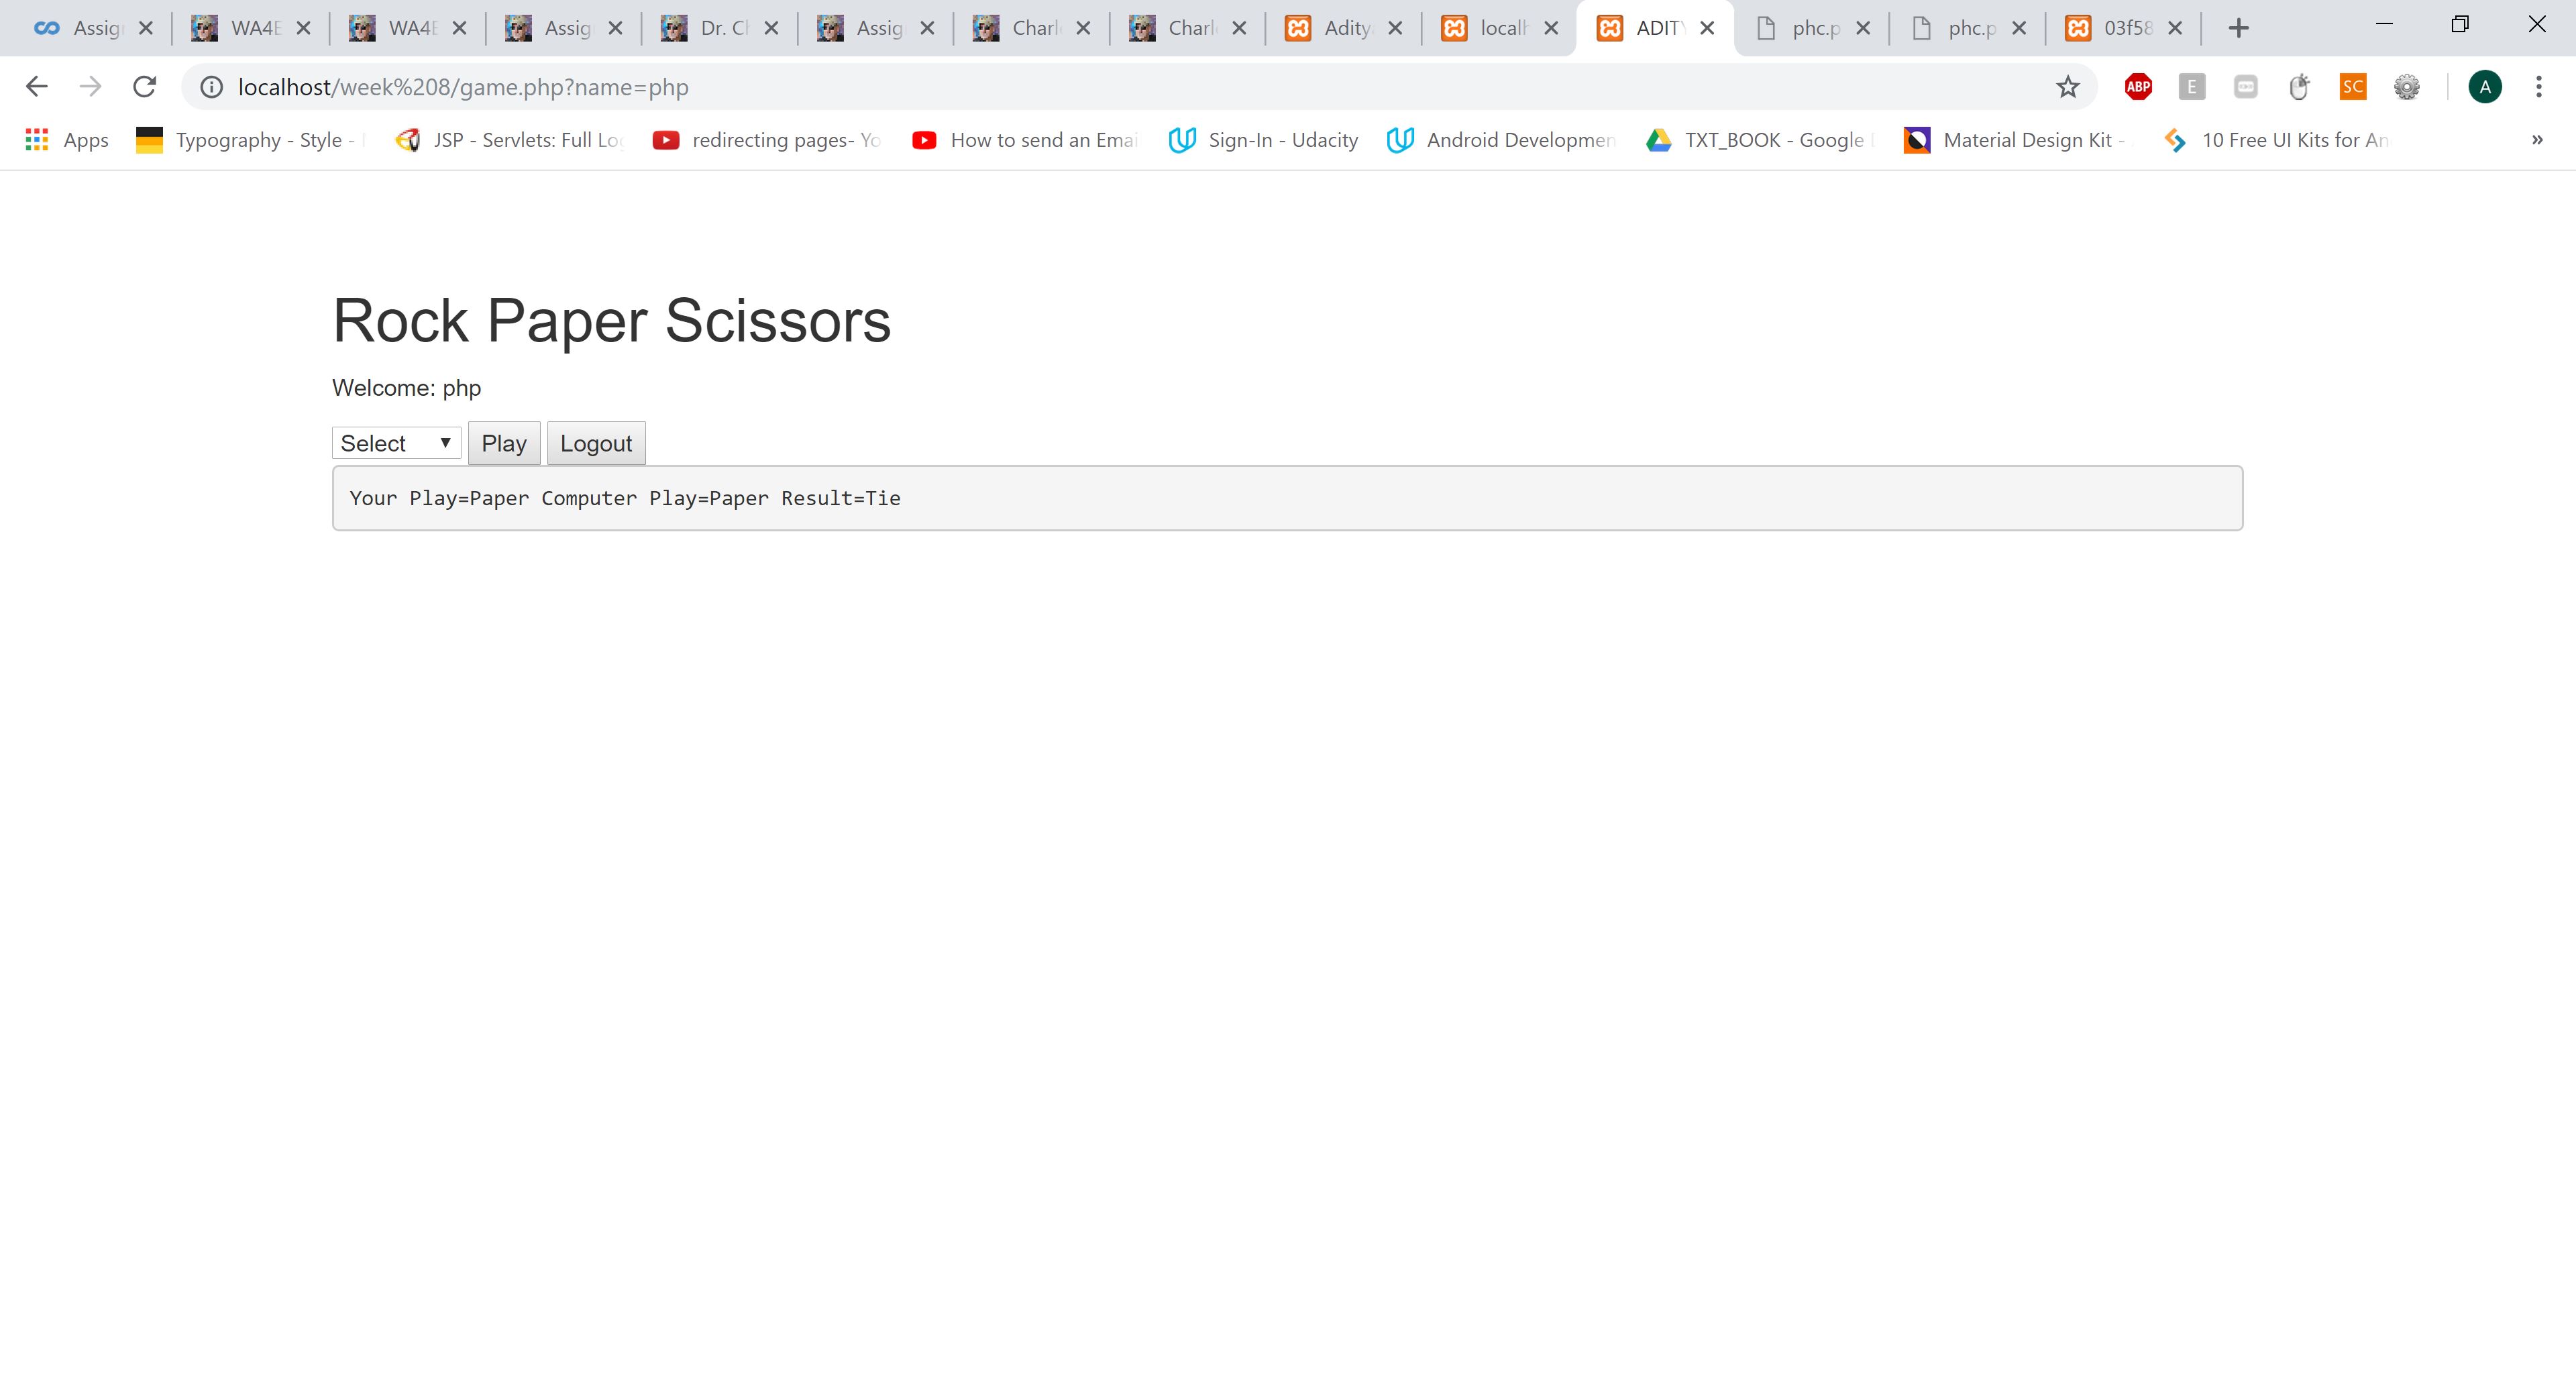 Assig WA4E WA4E Assig Dr. Ch Assig Charl Charl Adity localh ADITY phc.p phc.p 03f58
localhost/week%208/game.php?name=php ABP E ABP SC A
Apps Typography - Style - JSP - Servlets: Full Lo redirecting pages- Yo How to send an Emai Sign-In - Udacity Android Developmen TXT_BOOK - Google Material Design Kit - 10 Free UI Kits for An »
Rock Paper Scissors
Welcome: php
Select Play Logout
Your Play=Paper Computer Play=Paper Result=Tie